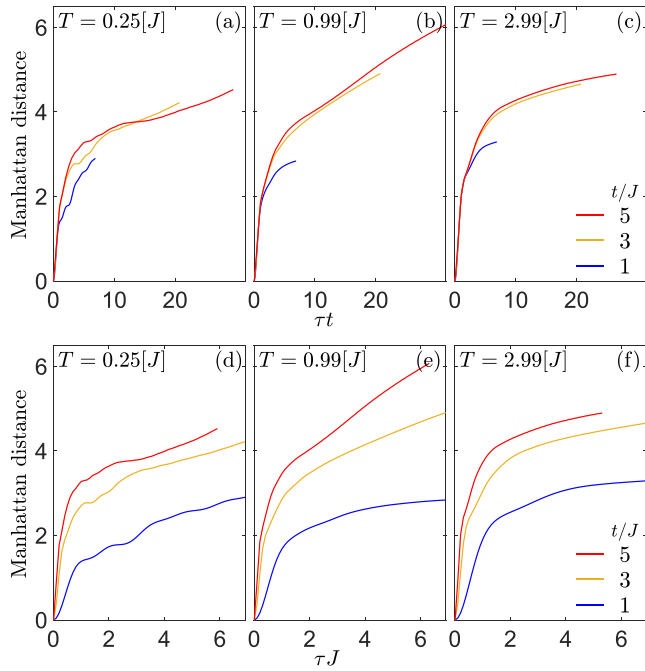 T = 0.25[J] (a) T = 0.99[J] (b) T = 2.99[J] (c)
Manhattan distance
6
4
2
0
t/J
5
3
1
0 10 20 0 10 20 0 10 20
τt
T = 0.25[J] (d) T = 0.99[J] (e) T = 2.99[J] (f)
Manhattan distance
6
4
2
0
t/J
5
3
1
0 2 4 6 0 2 4 6 0 2 4 6
τJ